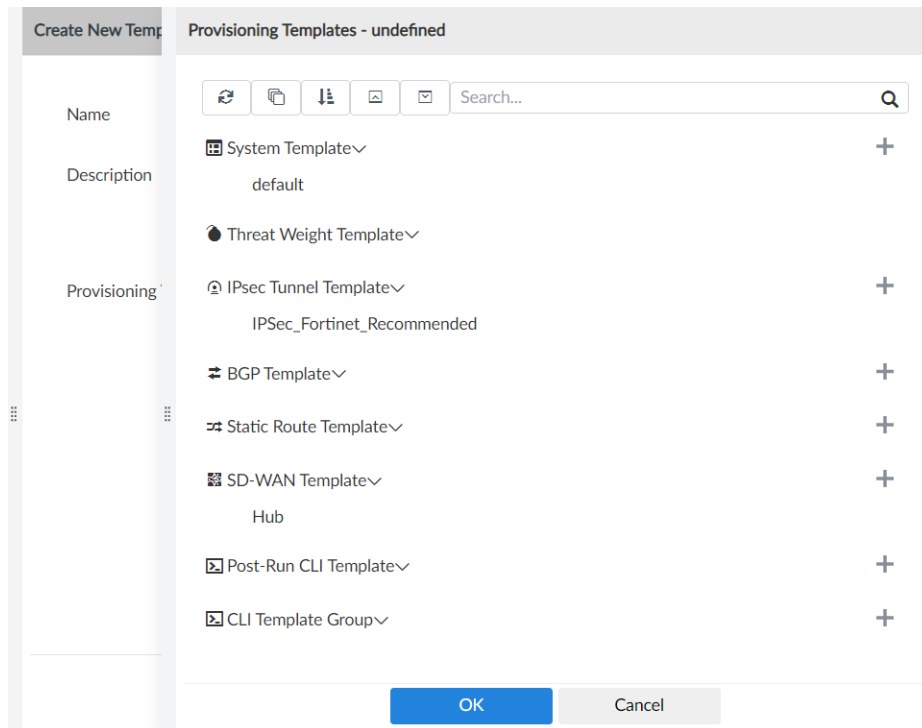 Create New Temp
Provisioning Templates - undefined
Search...
Name
System Template
Description
default
Threat Weight Template
Provisioning
IPsec Tunnel Template
IPSec_Fortinet_Recommended
BGP Template
Static Route Template
SD-WAN Template
Hub
Post-Run CLI Template
CLI Template Group
OK
Cancel